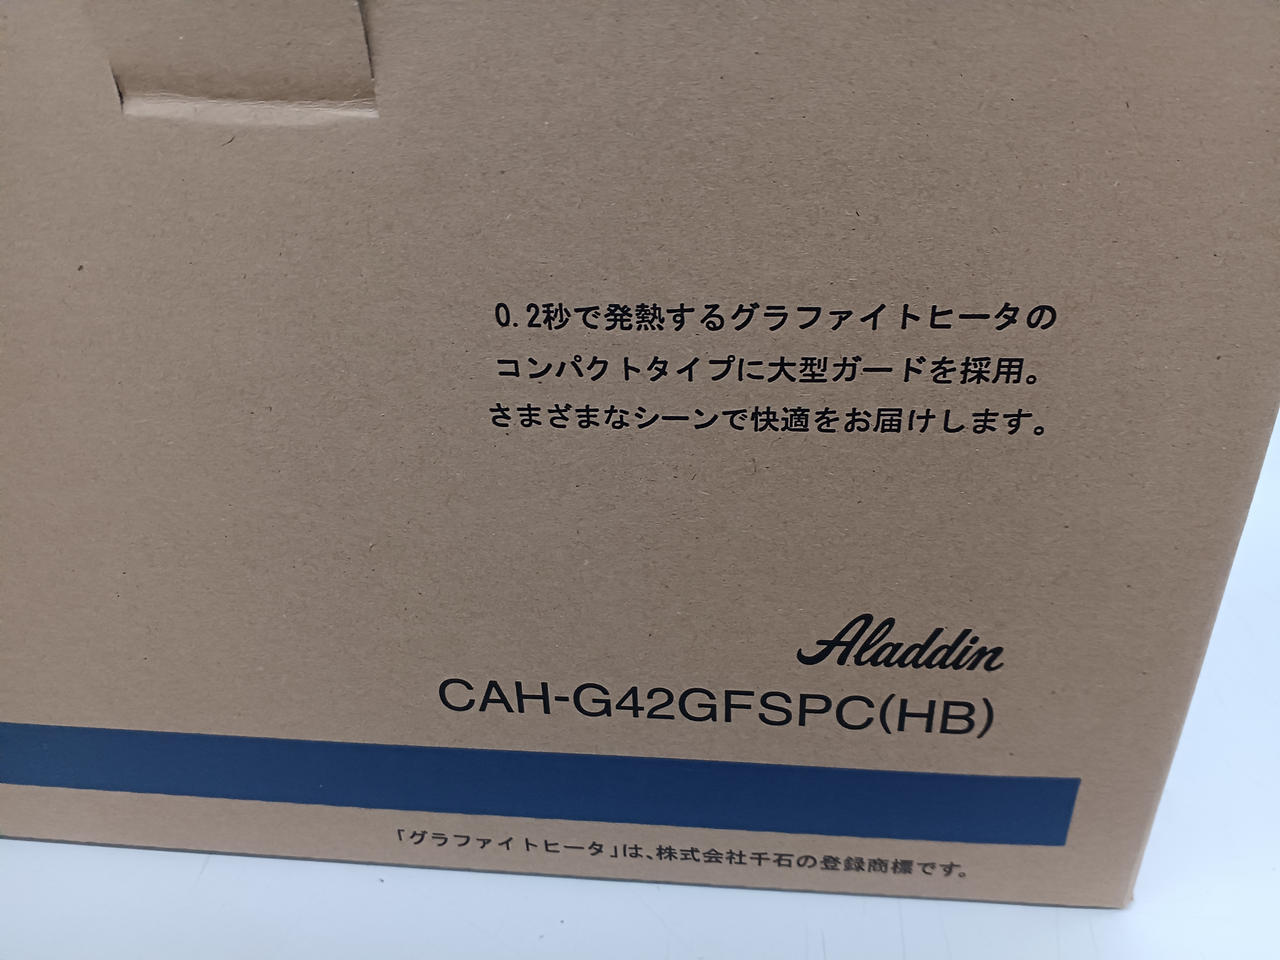 0.2秒で発熱するグラファイトヒータの
コンパクトタイプに大型ガードを採用。
さまざまなシーンで快適をお届けします。
Aladdin
CAH-G42GFSPC(HB)
「グラファイトヒータ」は、株式会社千石の登録商標です。